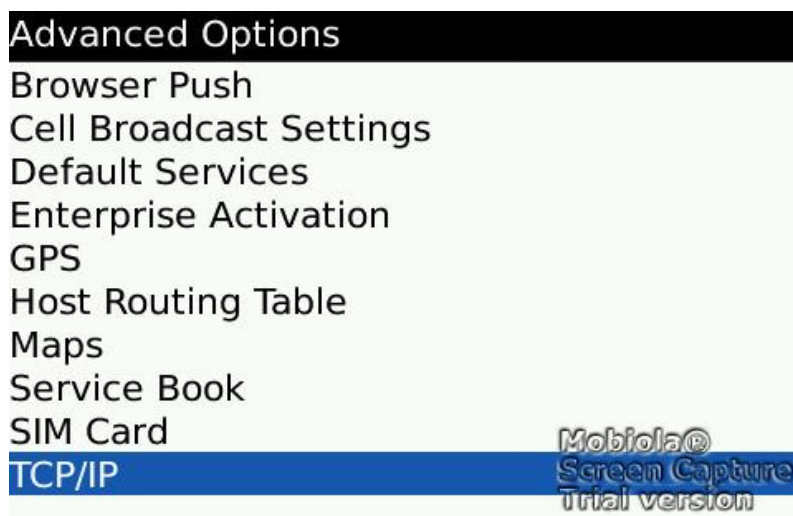 Advanced Options
Browser Push
Cell Broadcast Settings
Default Services
Enterprise Activation
GPS
Host Routing Table
Maps
Service Book
SIM Card
TCP/IP
Mobiola®
Screen Capture
Trial version